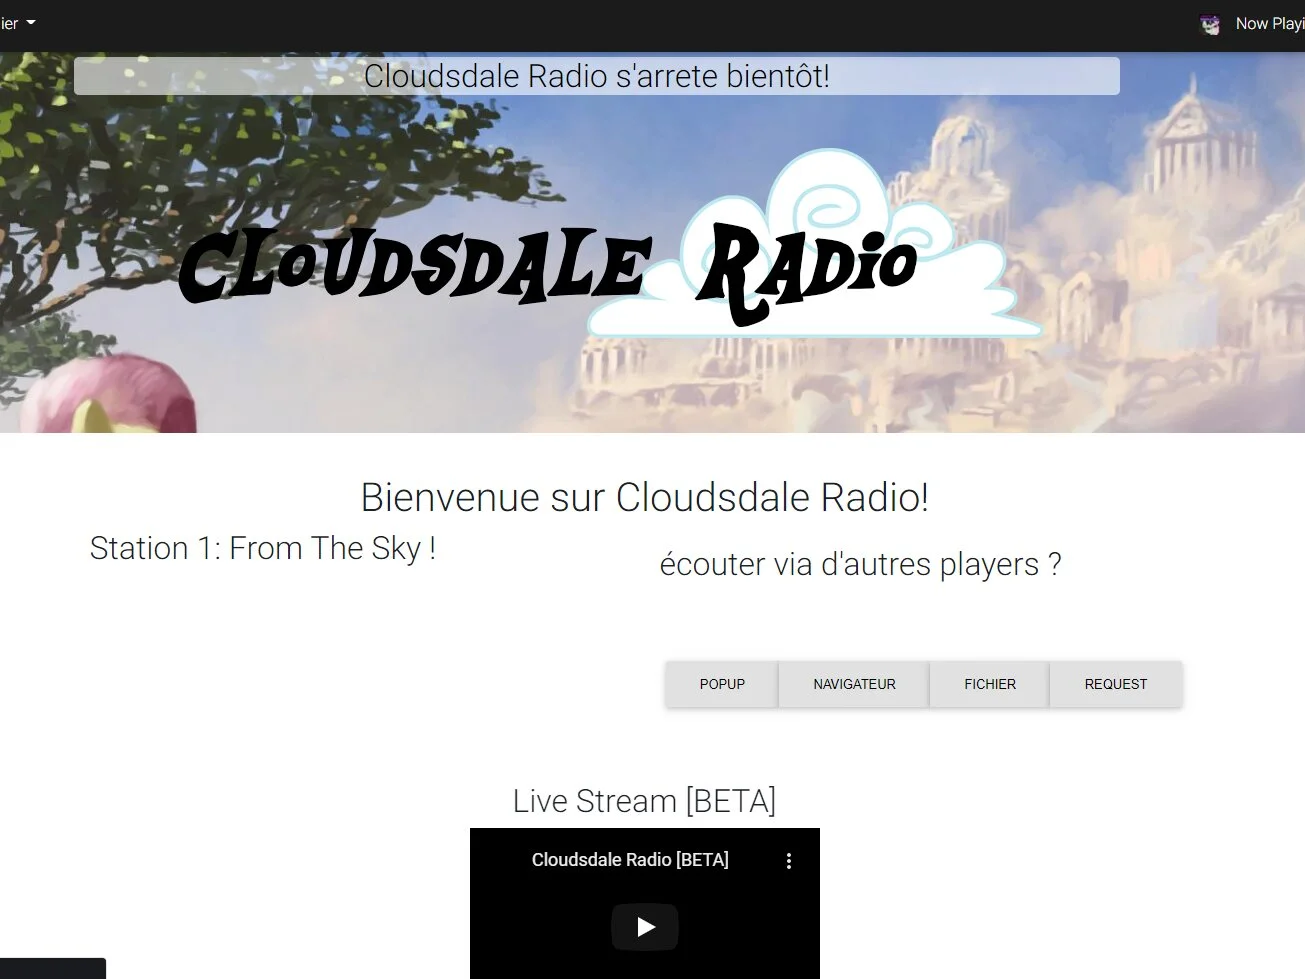 ier
Now Playi
Cloudsdale Radio s'arrete bientôt!
Cloudsdale Radio
Bienvenue sur Cloudsdale Radio!
Station 1: From The Sky !
écouter via d'autres players ?
POPUP NAVIGATEUR FICHIER REQUEST
Live Stream [BETA]
Cloudsdale Radio [BETA]